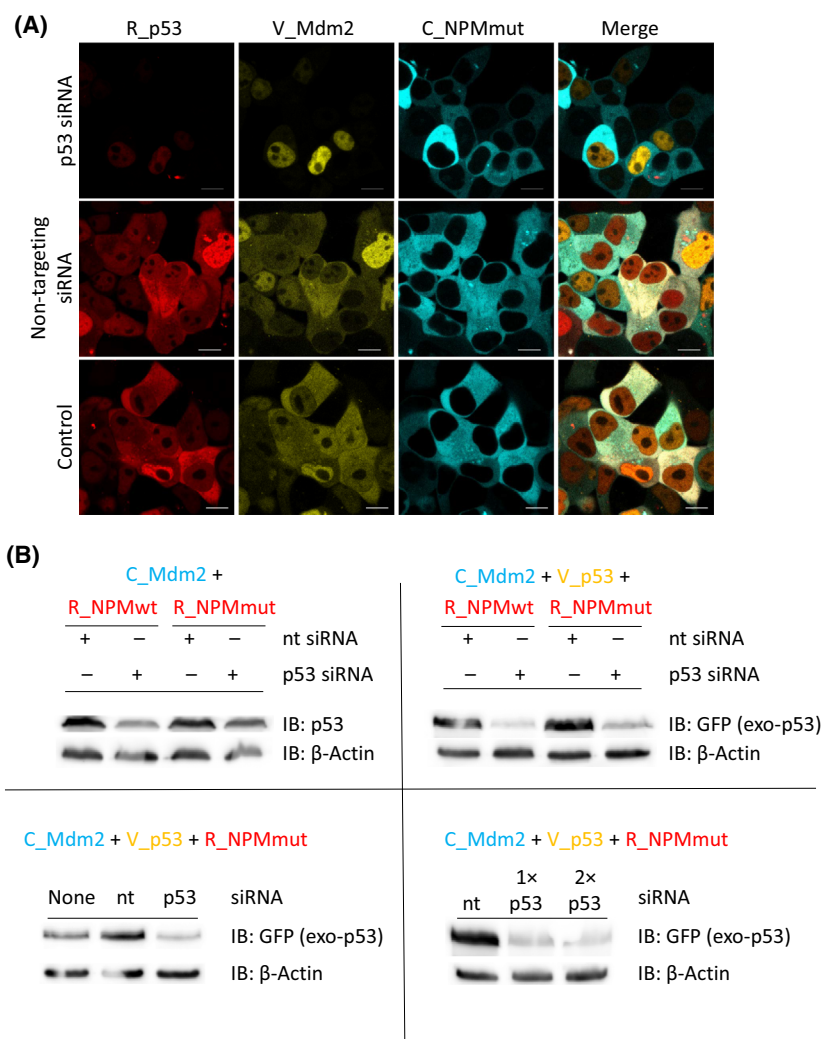 (A)
R_p53 V_Mdm2 C_NPMmut Merge
p53 siRNA
Non-targeting
siRNA
Control
(B)
C_Mdm2 +
R_NPMwt R_NPMmut
+ – + – nt siRNA
– + – + p53 siRNA
IB: p53
IB: β-Actin
C_Mdm2 + V_p53 +
R_NPMwt R_NPMmut
+ – + – nt siRNA
– + – + p53 siRNA
IB: GFP (exo-p53)
IB: β-Actin
C_Mdm2 + V_p53 + R_NPMmut
None nt p53 siRNA
IB: GFP (exo-p53)
IB: β-Actin
C_Mdm2 + V_p53 + R_NPMmut
1× 2×
nt p53 p53 siRNA
IB: GFP (exo-p53)
IB: β-Actin